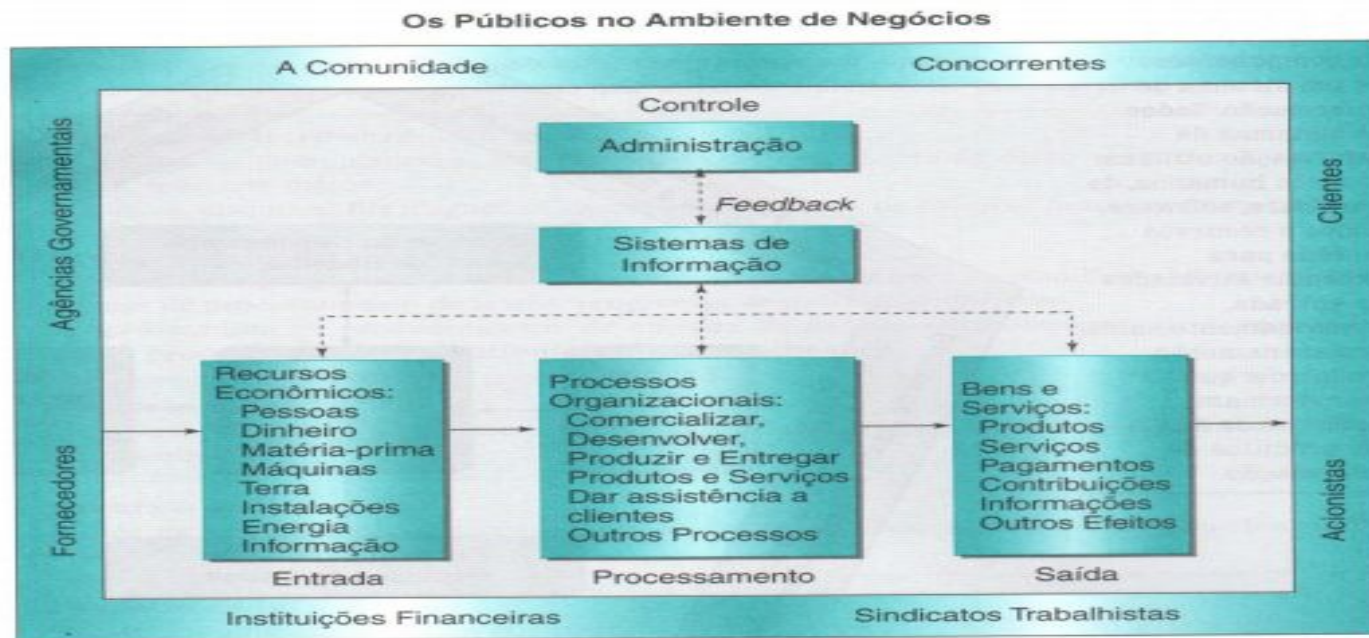 Os Públicos no Ambiente de Negócios
A Comunidade
Concorrentes
Agências Governamentais
Fornecedores
Clientes
Acionistas
Controle
Administração
Feedback
Sistemas de
Informação
Recursos
Econômicos:
Pessoas
Dinheiro
Matéria-prima
Máquinas
Terra
Instalações
Energia
Informação
Entrada
Processos
Organizacionais:
Comercializar,
Desenvolver,
Produzir e Entregar
Produtos e Serviços
Dar assistência a
clientes
Outros Processos
Processamento
Bens e
Serviços:
Produtos
Serviços
Pagamentos
Contribuições
Informações
Outros Efeitos
Saída
Instituições Financeiras
Sindicatos Trabalhistas